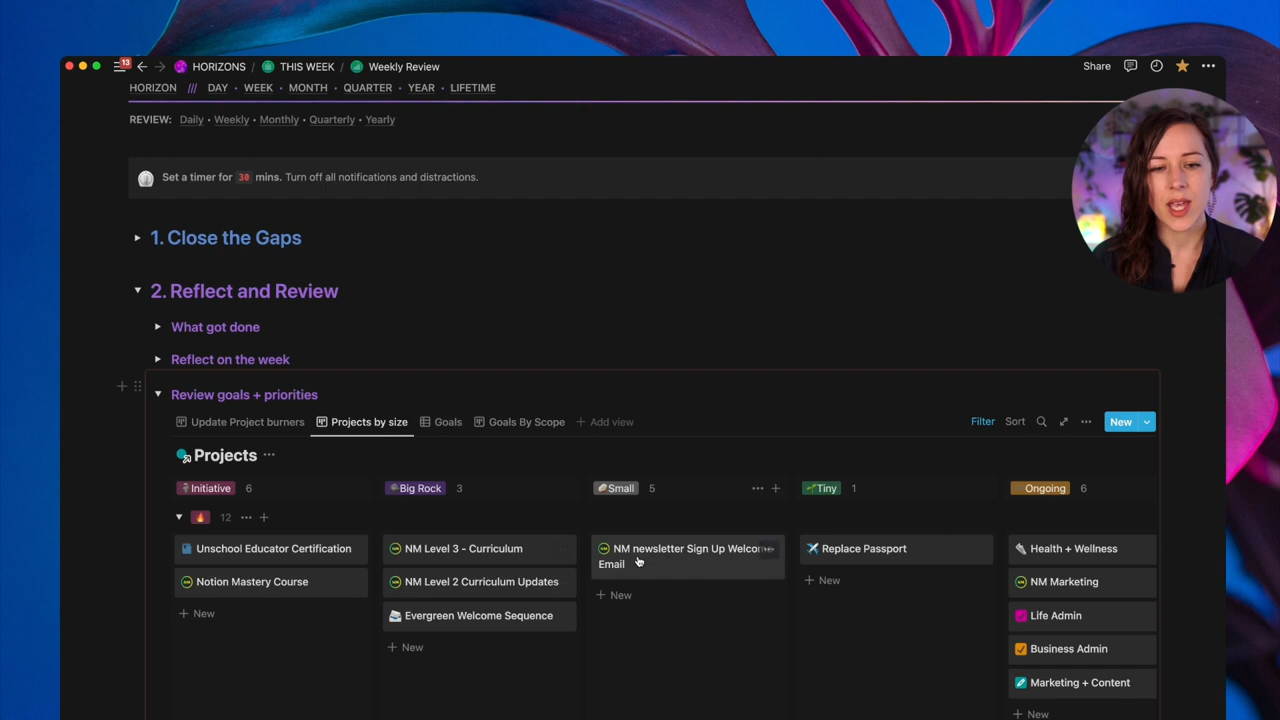 13
HORIZONS / THIS WEEK / Weekly Review
Share
HORIZON /// DAY • WEEK • MONTH • QUARTER • YEAR • LIFETIME
REVIEW: Daily • Weekly • Monthly • Quarterly • Yearly
Set a timer for 30 mins. Turn off all notifications and distractions.
1. Close the Gaps
2. Reflect and Review
What got done
Reflect on the week
Review goals + priorities
Update Project burners Projects by size Goals Goals By Scope + Add view
Filter Sort New
Projects
Initiative 6 Big Rock 3 Small 5 Tiny 1 Ongoing 6
12
Unschool Educator Certification
Notion Mastery Course
+ New
NM Level 3 - Curriculum
NM Level 2 Curriculum Updates
Evergreen Welcome Sequence
+ New
NM newsletter Sign Up Welcome
Email
+ New
Replace Passport
+ New
Health + Wellness
NM Marketing
Life Admin
Business Admin
Marketing + Content
+ New